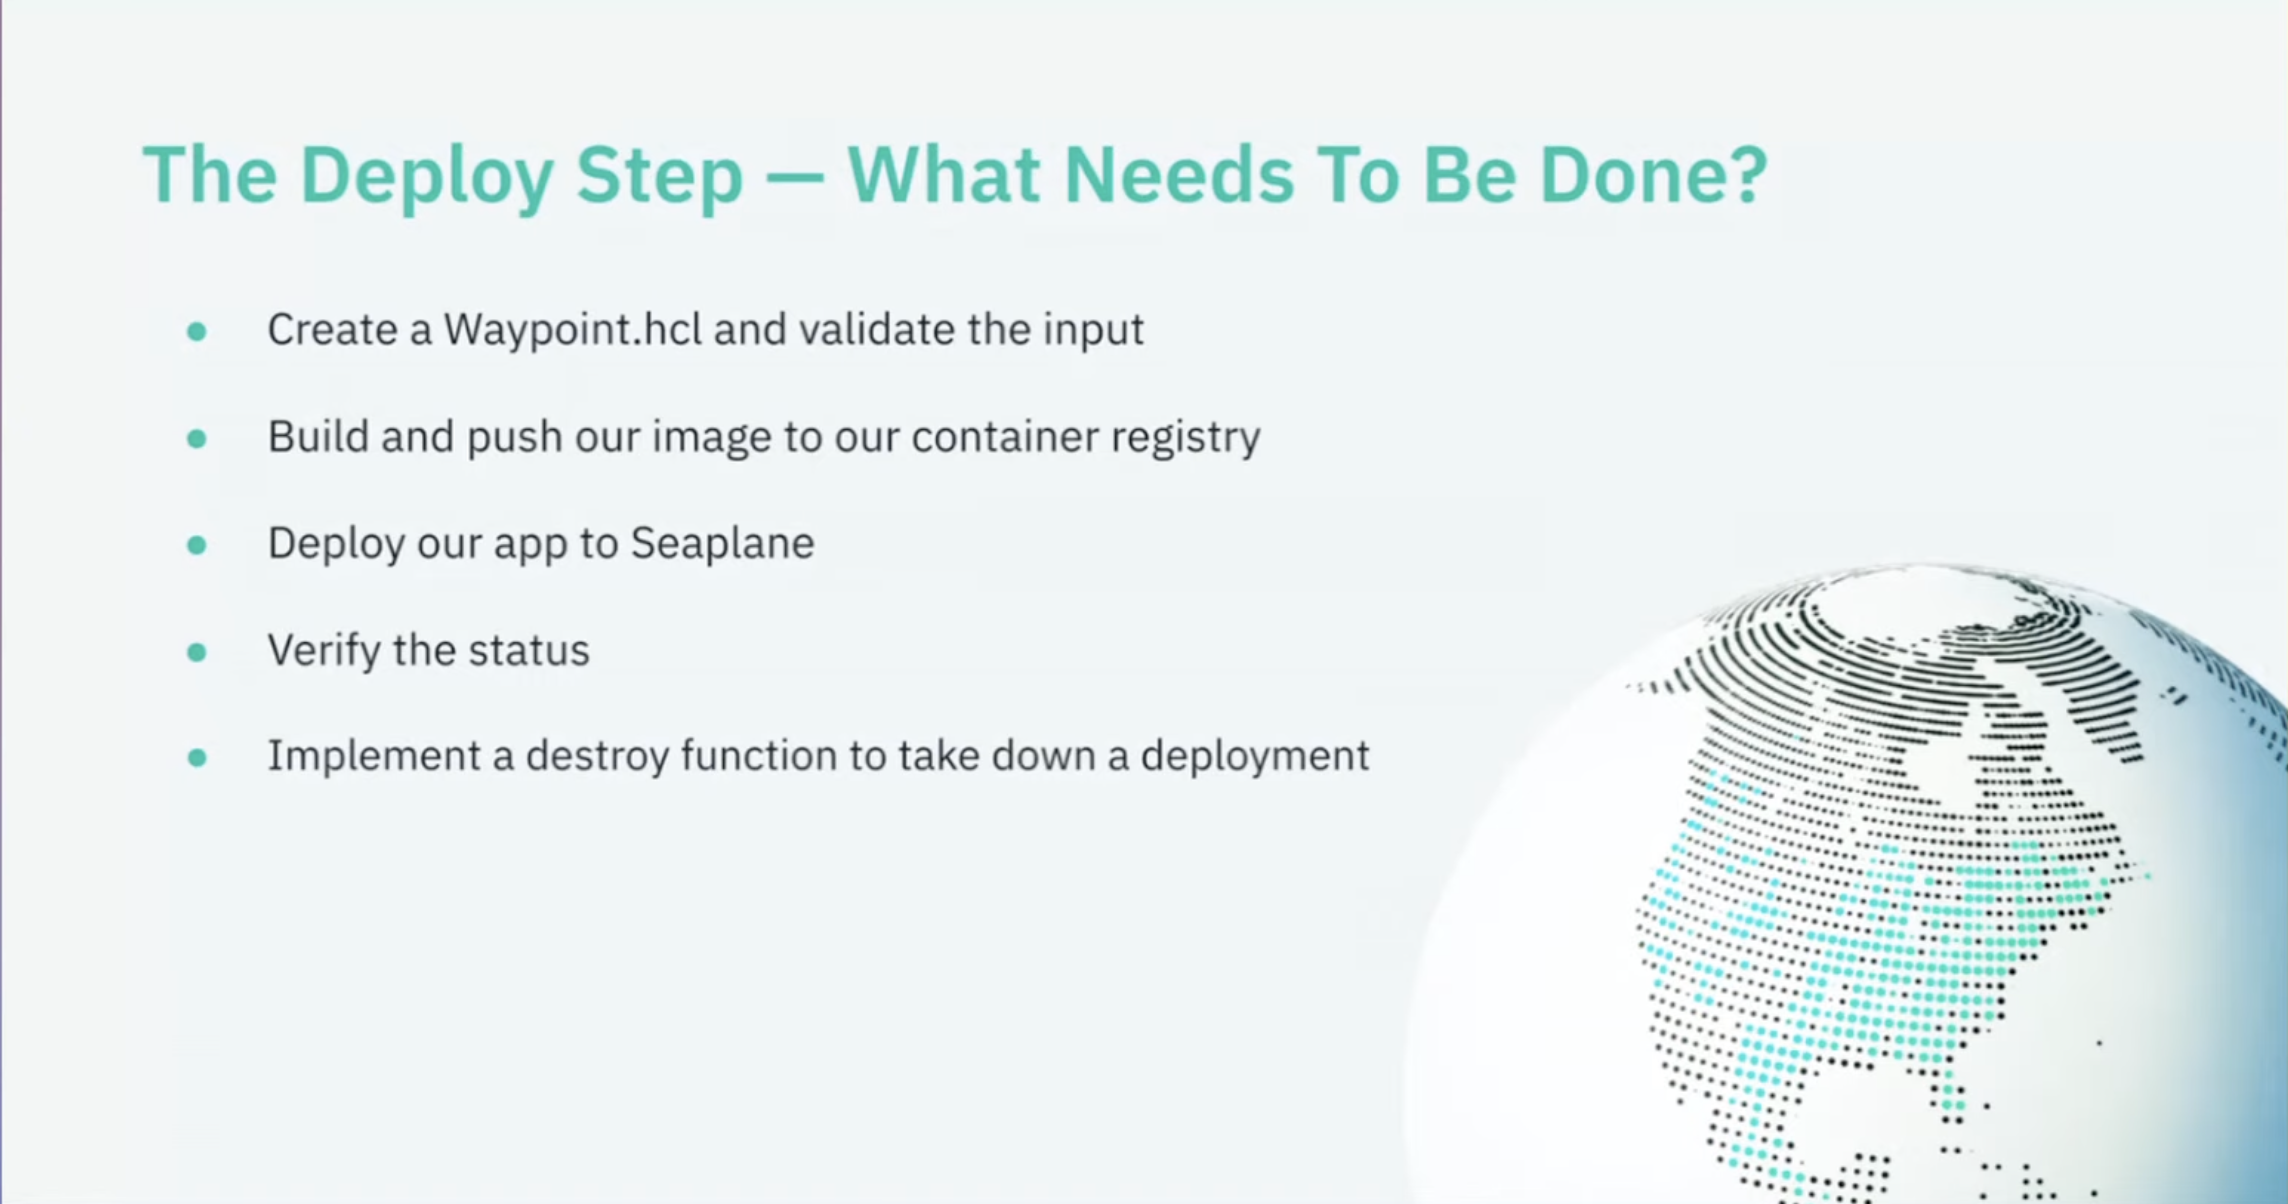 The Deploy Step — What Needs To Be Done?
Create a Waypoint.hcl and validate the input
Build and push our image to our container registry
Deploy our app to Seaplane
Verify the status
Implement a destroy function to take down a deployment